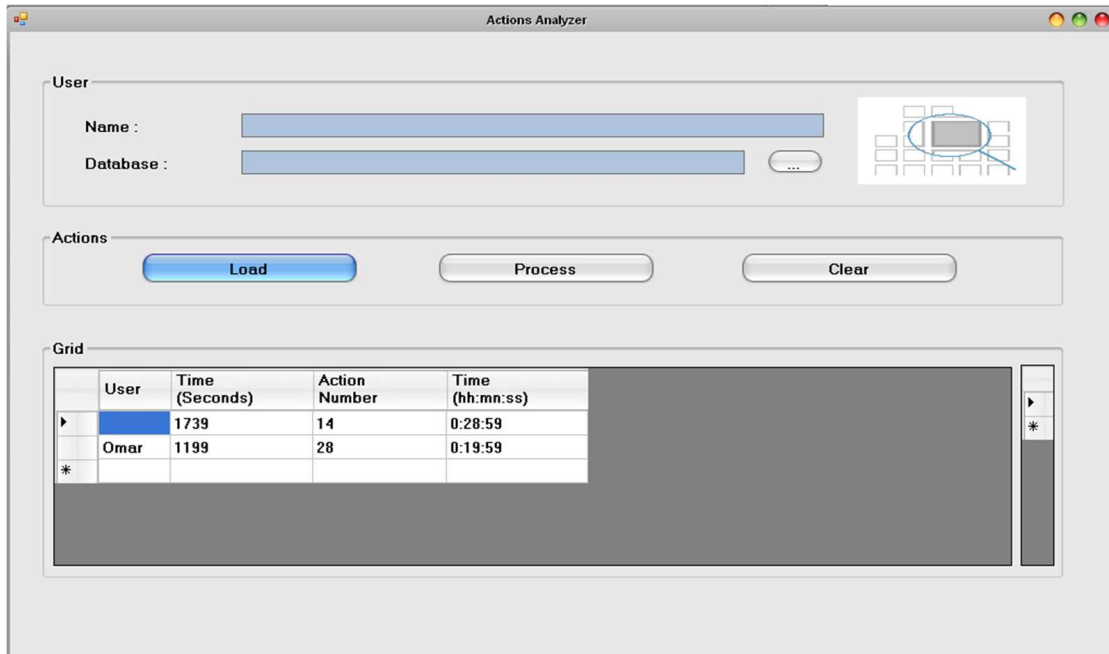 Actions Analyzer
User
Name :
Database :
...
Actions
Load Process Clear
Grid
User Time (Seconds) Action Number Time (hh:mn:ss)
1739 14 0:28:59
Omar 1199 28 0:19:59